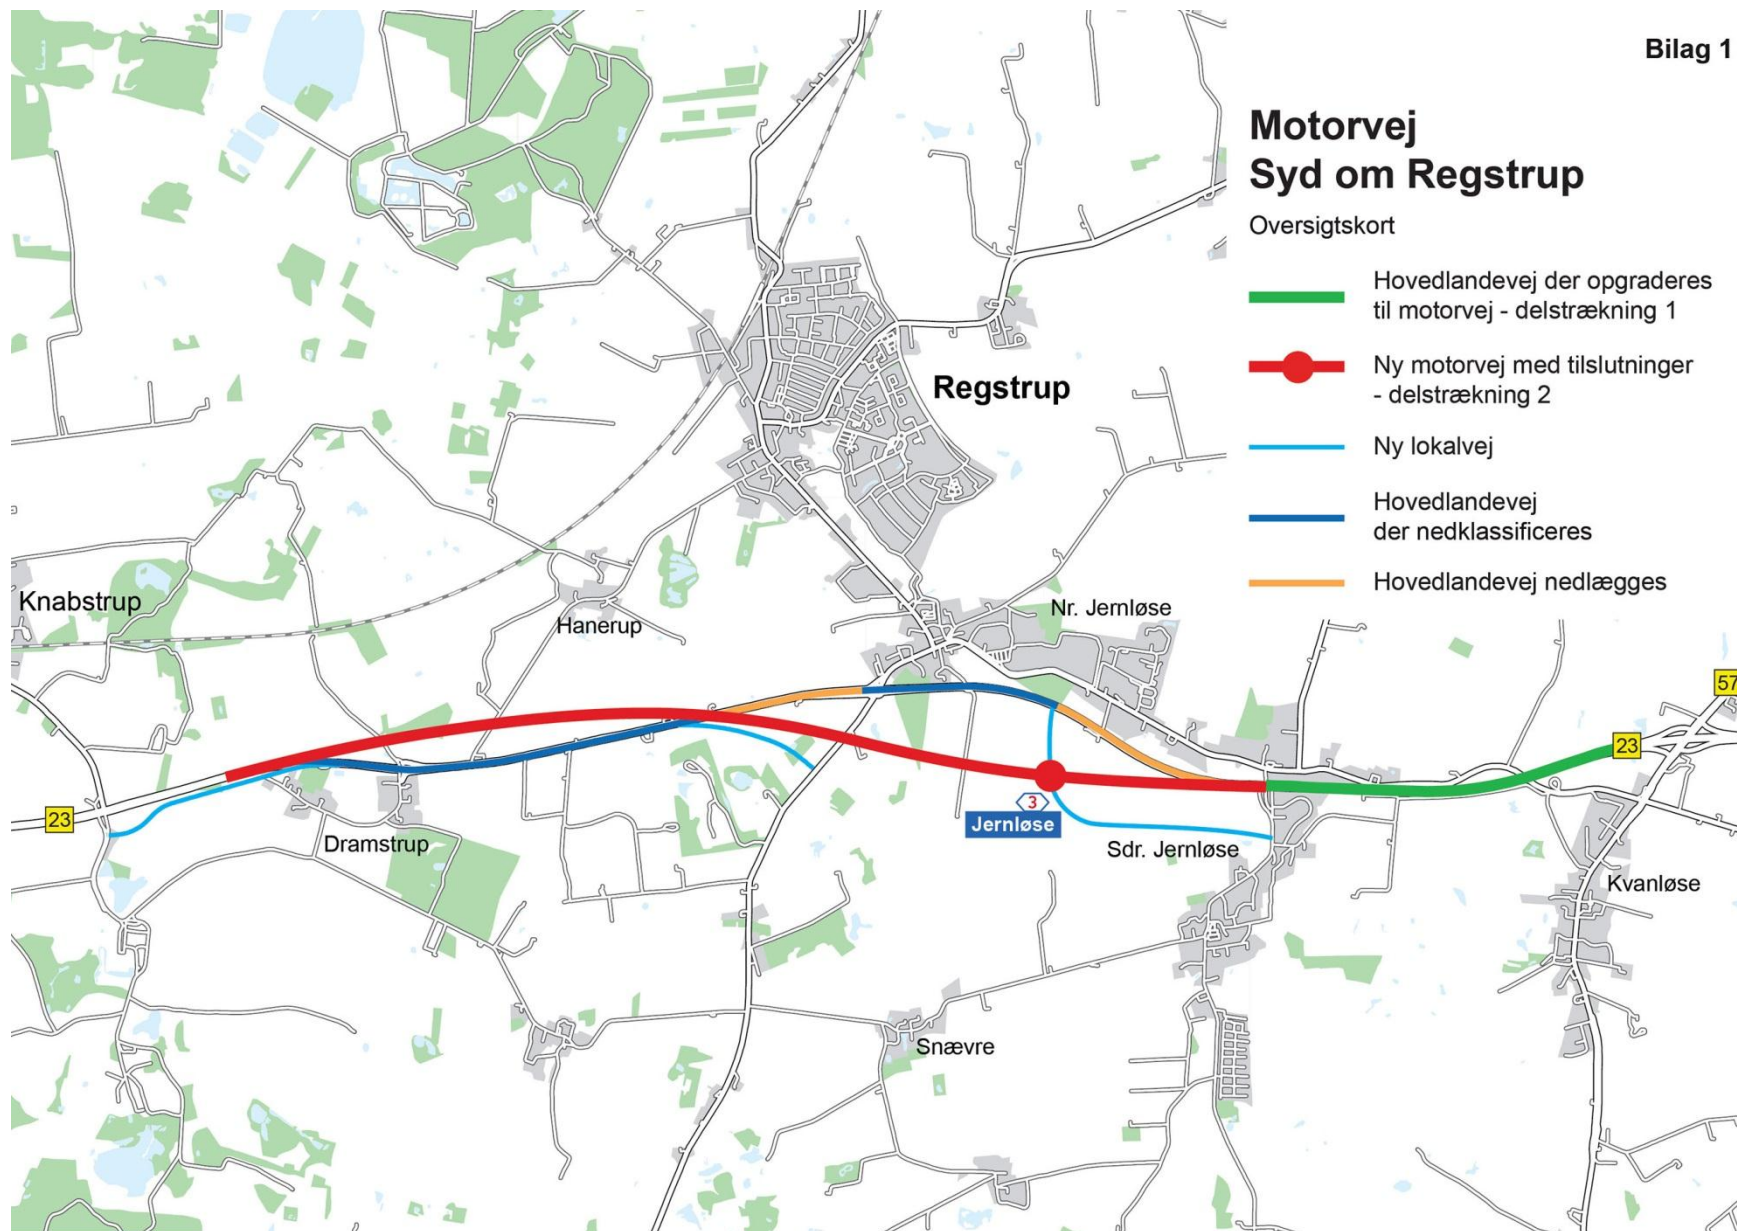 Bilag 1
Motorvej
Syd om Regstrup
Oversigtskort
Hovedlandevej der opgraderes
til motorvej - delstrækning 1
Ny motorvej med tilslutninger
- delstrækning 2
Ny lokalvej
Hovedlandevej
der nedklassificeres
Hovedlandevej nedlægges
Regstrup
Knabstrup
Hanerup
Nr. Jernløse
57
23
23
3
Jernløse
Dramstrup
Sdr. Jernløse
Kvanløse
Snævre